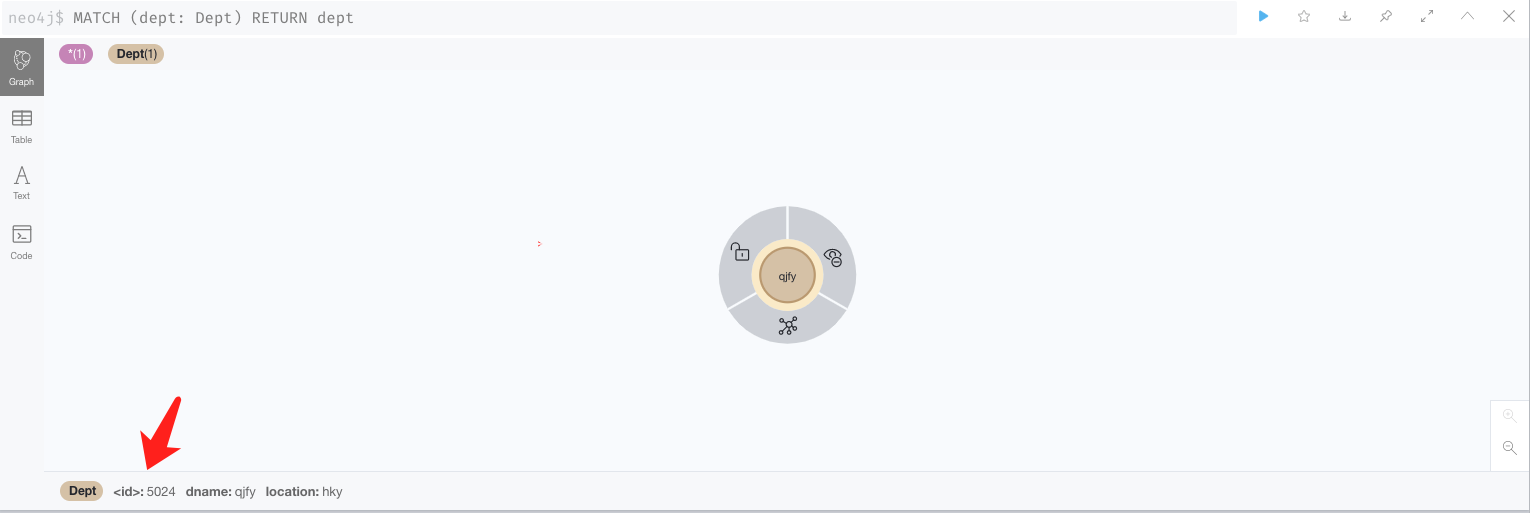 neo4j$ MATCH (dept: Dept) RETURN dept
*(1) Dept(1)
Graph
Table
Text
Code
qjfy
Dept <id>: 5024 dname: qjfy location: hky